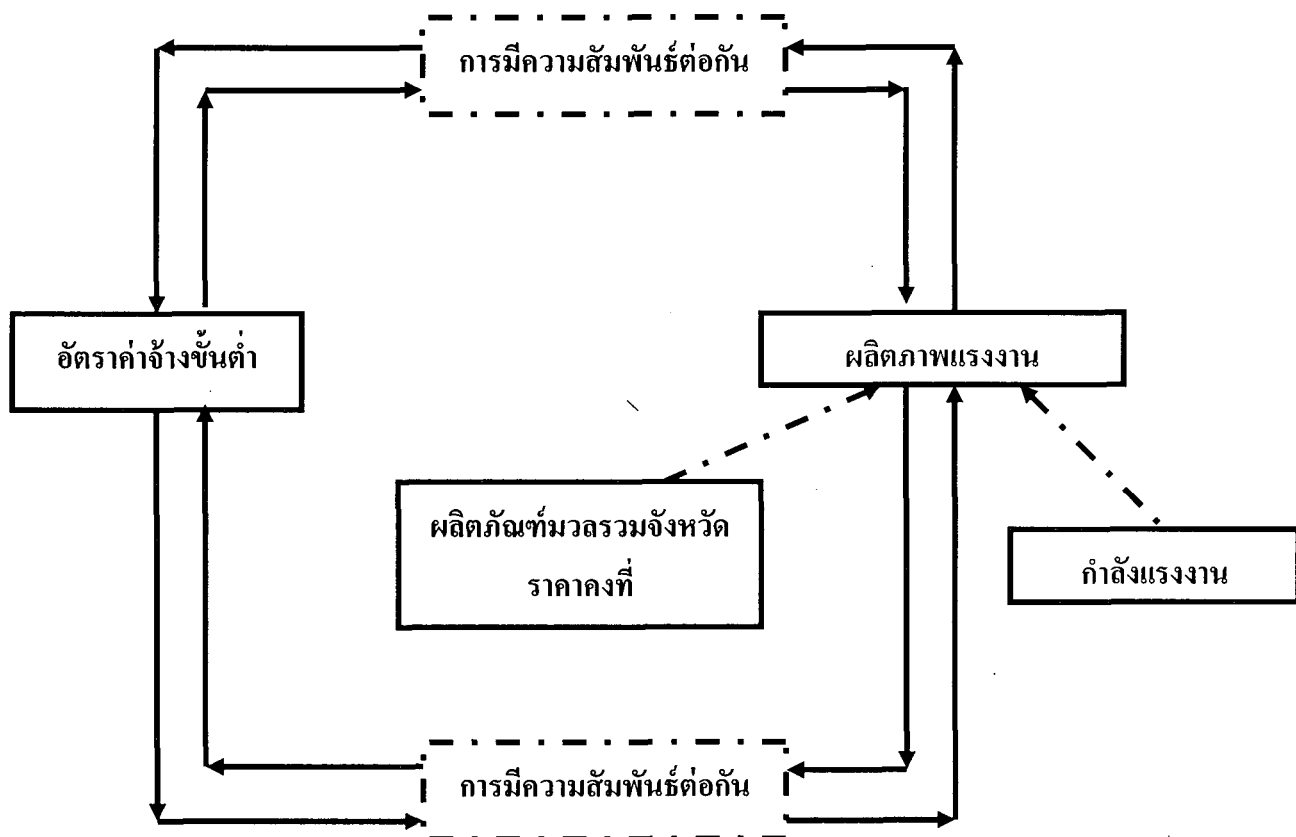 การมีความสัมพันธ์ต่อกัน
อัตราค่าจ้างขั้นต่ำ
ผลิตภาพแรงงาน
ผลิตภัณฑ์มวลรวมจังหวัด
ราคาคงที่
กำลังแรงงาน
การมีความสัมพันธ์ต่อกัน